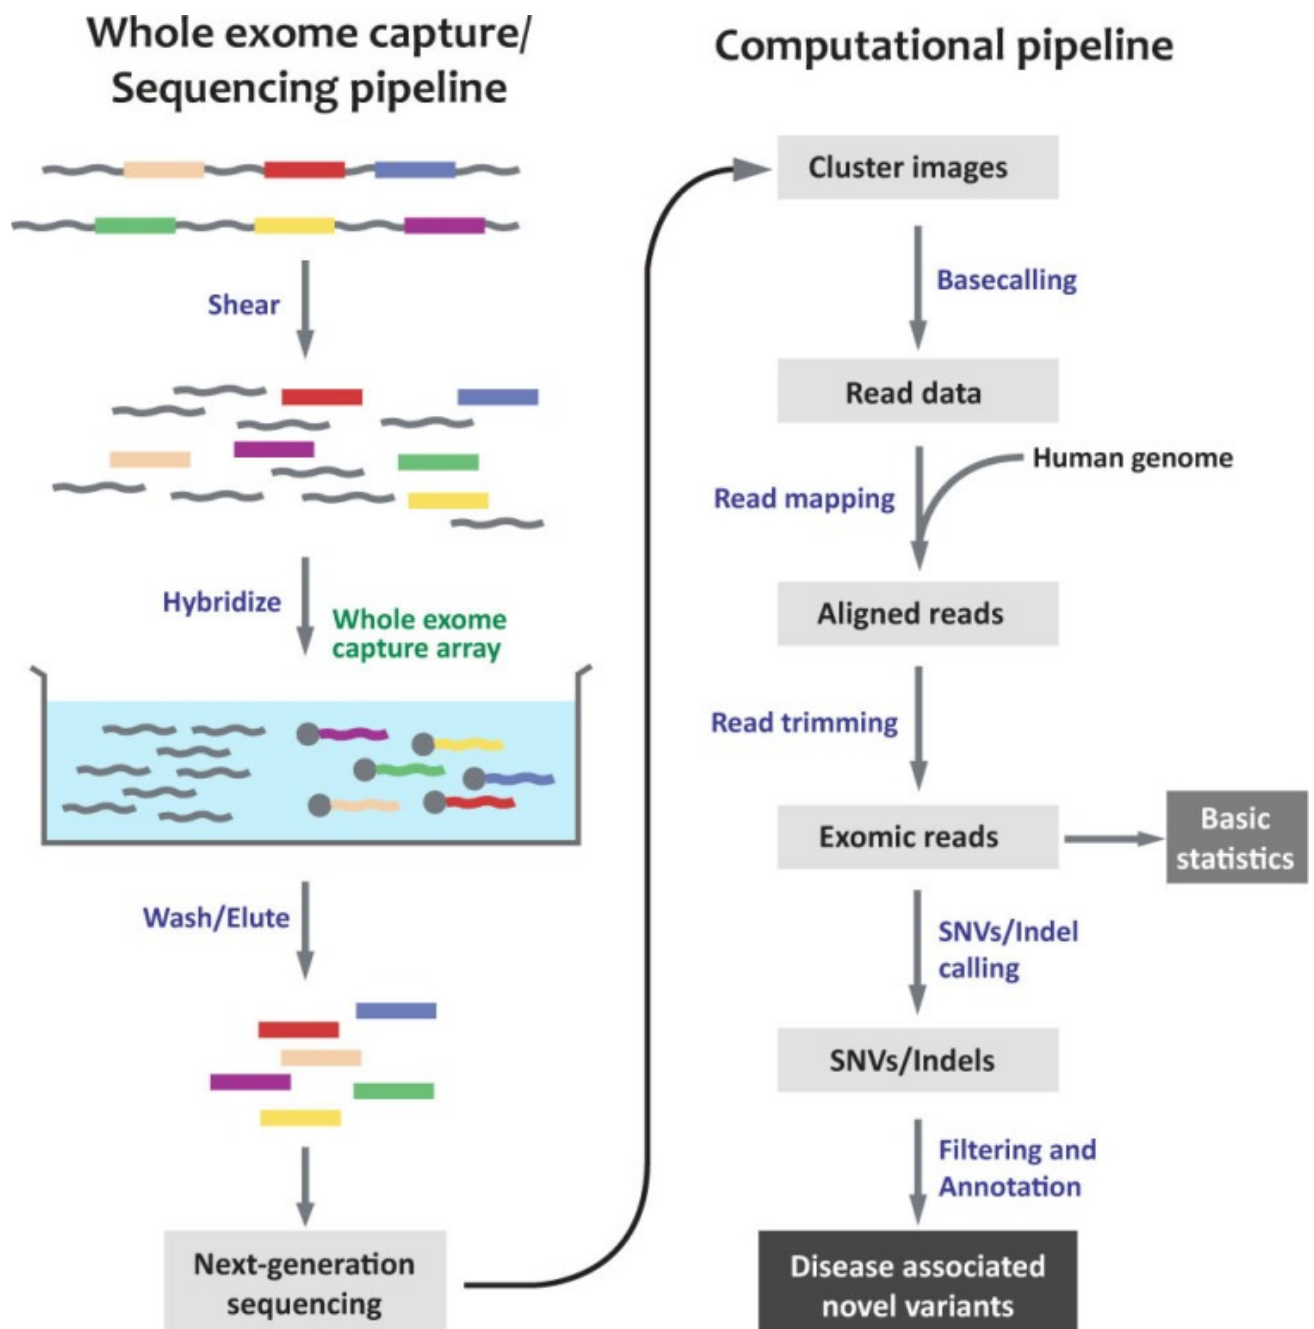 Whole exome capture/
Sequencing pipeline
Shear
Hybridize
Whole exome
capture array
Wash/Elute
Next-generation
sequencing
Computational pipeline
Cluster images
Basecalling
Read data
Human genome
Read mapping
Aligned reads
Read trimming
Exomic reads
Basic
statistics
SNVs/Indel
calling
SNVs/Indels
Filtering and
Annotation
Disease associated
novel variants